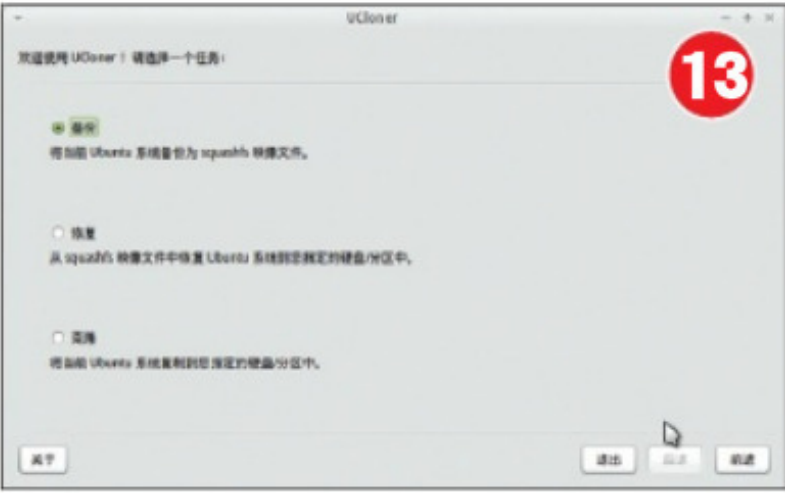 UCloner
欢迎使用 UCloner！请选择一个任务：
13
备份
将当前 Ubuntu 系统备份为 squashfs 映像文件。
恢复
从 squashfs 映像文件中恢复 Ubuntu 系统到您指定的硬盘/分区中。
克隆
将当前 Ubuntu 系统复制到您指定的硬盘/分区中。
关于
退出
后退
前进